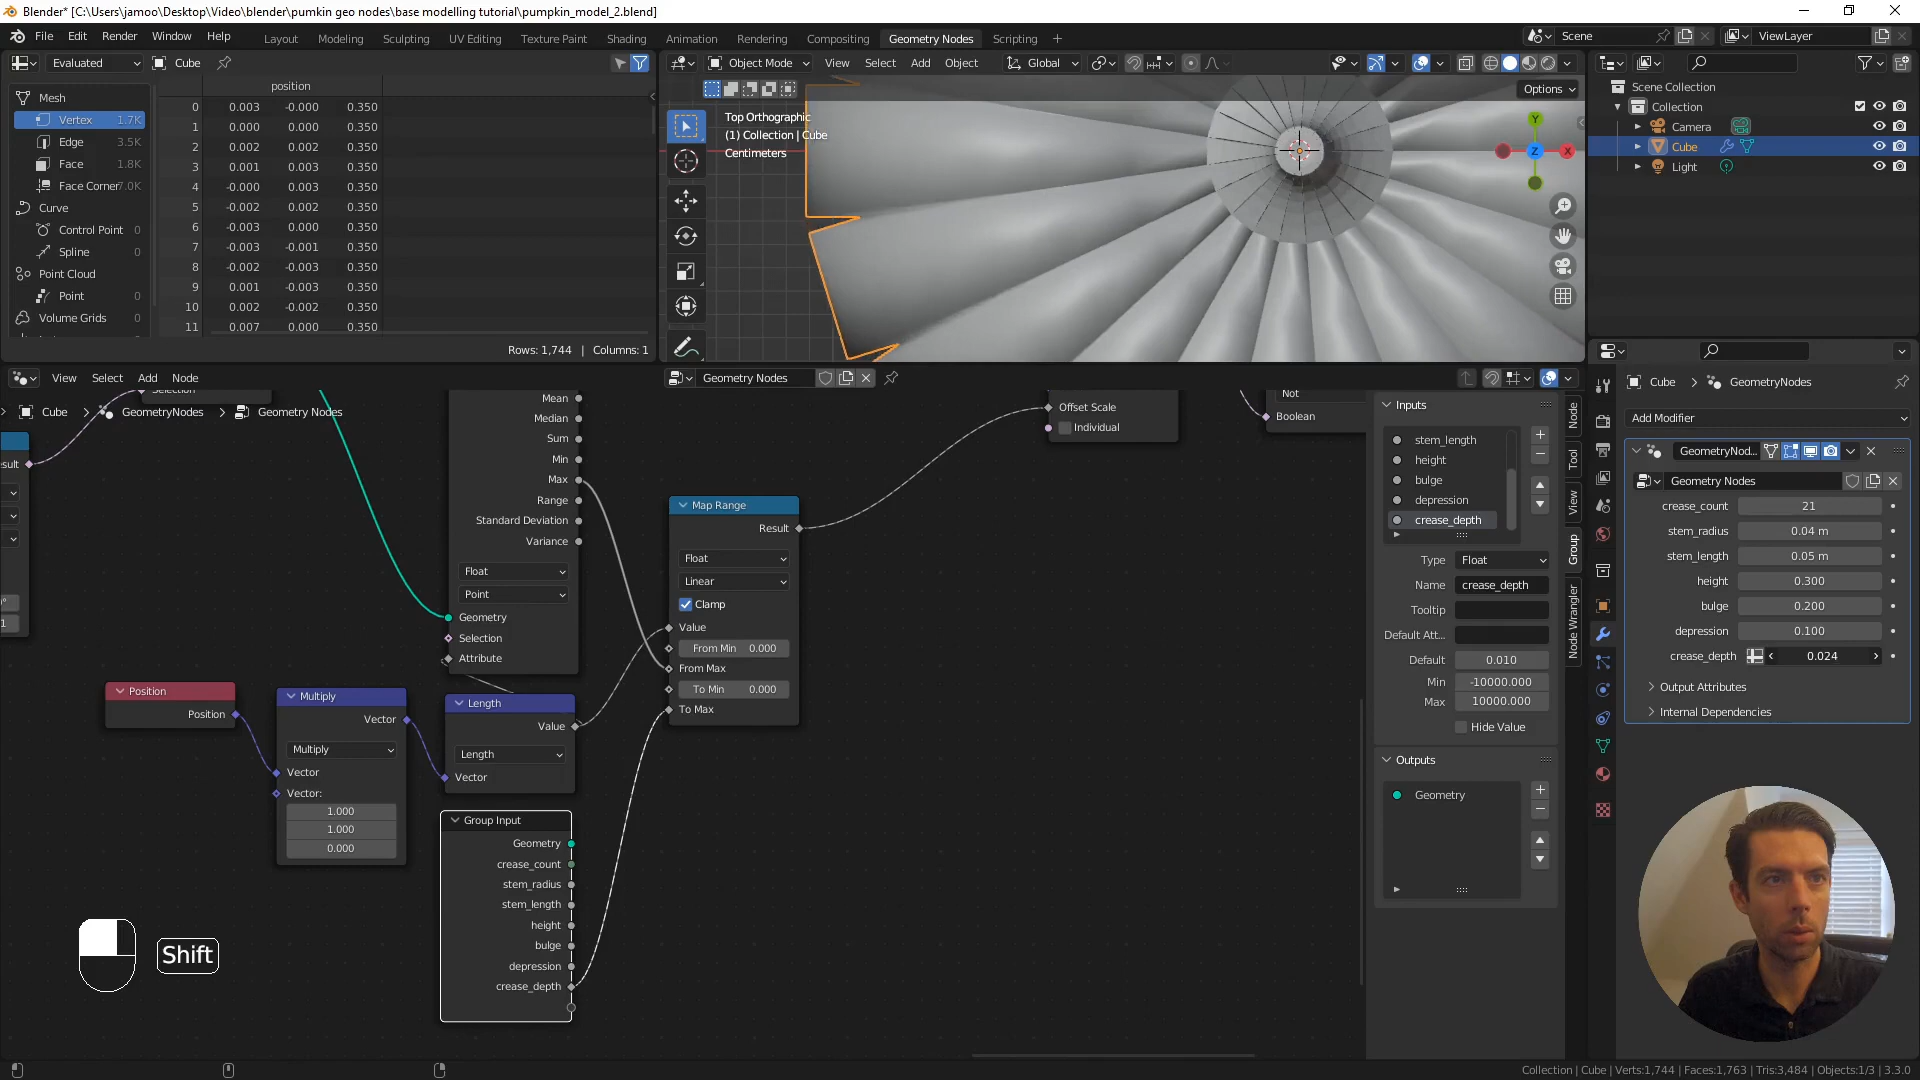 Blender* [C:\Users\jamoo\Desktop\Video\blender\pumkin geo nodes\base modelling tutorial\pumpkin_model_2.blend]
File Edit Render Window Help
Layout Modeling Sculpting UV Editing Texture Paint Shading Animation Rendering Compositing Geometry Nodes Scripting
Scene ViewLayer
Evaluated Cube
position
Mesh
Vertex 1.7K
Edge 3.5K
Face 1.8K
Face Corner 7.0K
Curve
Control Point 0
Spline 0
Point Cloud
Point 0
Volume Grids 0
0 0.003 -0.000 0.350
1 0.000 0.003 0.350
2 0.002 0.002 0.350
3 0.001 0.003 0.350
4 -0.000 0.003 0.350
5 -0.002 0.002 0.350
6 -0.003 0.000 0.350
7 -0.003 -0.001 0.350
8 -0.002 -0.003 0.350
9 0.001 -0.003 0.350
10 0.002 -0.002 0.350
11 0.007 0.000 0.350
Rows: 1,744 | Columns: 1
Object Mode View Select Add Object Global
Options
Top Orthographic
(1) Collection | Cube
Centimeters
Y
Z
X
Scene Collection
Collection
Camera
Cube
Light
View Select Add Node
Geometry Nodes
Cube GeometryNodes Geometry Nodes
Selection
sult
Mean
Median
Sum
Min
Max
Range
Standard Deviation
Variance
Float
Point
Geometry
Selection
Attribute
Map Range
Result
Float
Linear
Clamp
Value
From Min 0.000
From Max
To Min 0.000
To Max
Offset Scale
Individual
Not
Boolean
Position
Position
Multiply
Vector
Multiply
Vector
Vector:
1.000
1.000
0.000
Length
Value
Length
Vector
Group Input
Geometry
crease_count
stem_radius
stem_length
height
bulge
depression
crease_depth
Shift
Inputs
stem_length
height
bulge
depression
crease_depth
Type Float
Name crease_depth
Tooltip
Default Att...
Default 0.010
Min -10000.000
Max 10000.000
Hide Value
Outputs
Geometry
Node
Tool
View
Group
Node Wrangler
Cube GeometryNodes
Add Modifier
GeometryNod...
Geometry Nodes
crease_count 21
stem_radius 0.04 m
stem_length 0.05 m
height 0.300
bulge 0.200
depression 0.100
crease_depth 0.024
Output Attributes
Internal Dependencies
Collection | Cube | Verts:1,744 | Faces:1,763 | Tris:3,484 | Objects:1/3 | 3.3.0